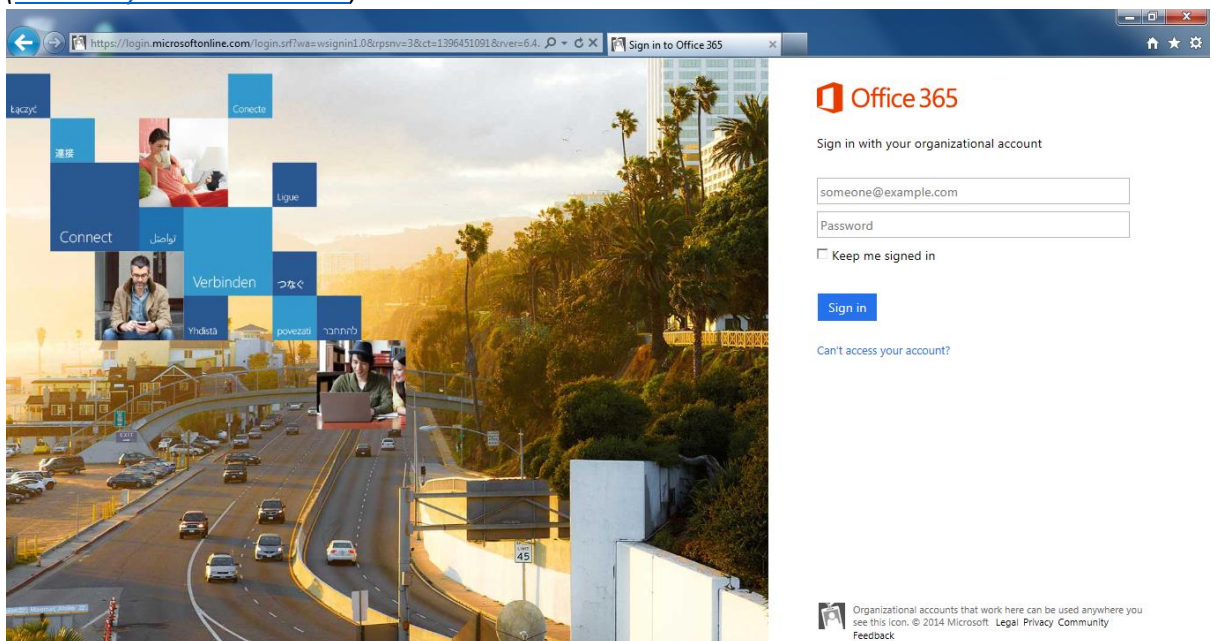 https://login.microsoftonline.com/login.srf?wa=wsignin1.0&rpsnv=3&ct=1396451091&rver=6.4.
Sign in to Office 365
Łączyć
Conecte
連接
Ligue
Connect
تواصل
Verbinden
つなぐ
Yhdistä
povezati
להתחבר
EXIT
LIMIT
45
Office 365
Sign in with your organizational account
someone@example.com
Password
Keep me signed in
Sign in
Can't access your account?
Organizational accounts that work here can be used anywhere you
see this icon. © 2014 Microsoft Legal Privacy Community
Feedback